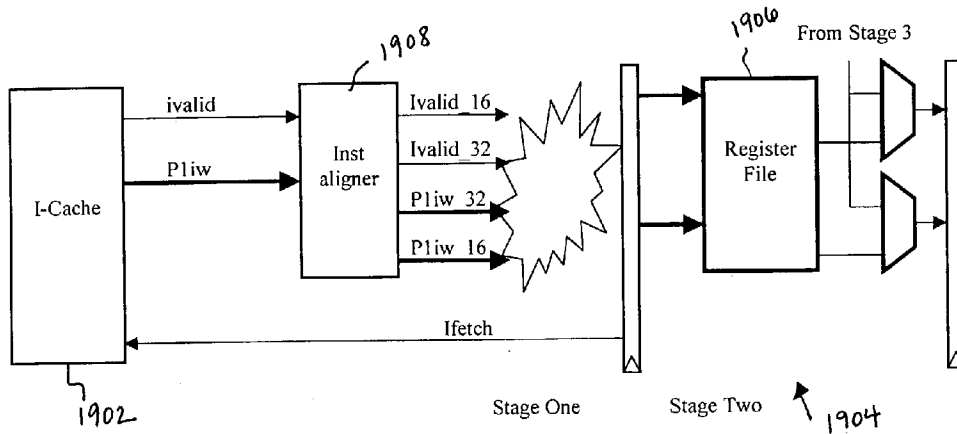 1908
1906
From Stage 3
ivalid
P1iw
I-Cache
Inst
aligner
Ivalid_16
Ivalid_32
P1iw_32
P1iw_16
Register
File
Ifetch
1902
Stage One
Stage Two
1904